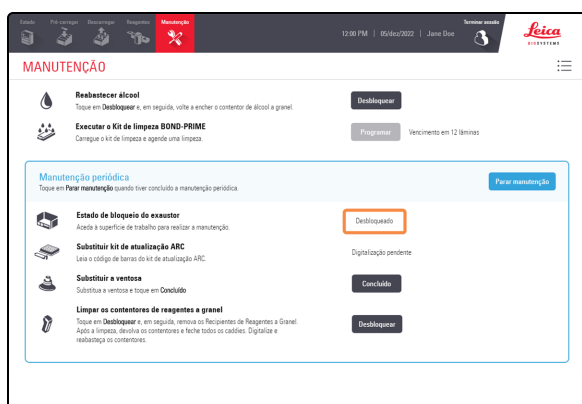 Estado Pré-carregar Descarregar Reagentes Manutenção
Terminar sessão
12:00 PM | 05/dez/2022 | Jane Doe
Leica
BIOSYSTEMS
MANUTENÇÃO
Reabastecer álcool
Toque em Desbloquear e, em seguida, volte a encher o contentor de álcool a granel.
Desbloquear
Executar o Kit de limpeza BOND-PRIME
Carregue o kit de limpeza e agende uma limpeza.
Programar Vencimento em 12 lâminas
Manutenção periódica
Toque em Parar manutenção quando tiver concluído a manutenção periódica.
Parar manutenção
Estado de bloqueio do exaustor
Aceda à superfície de trabalho para realizar a manutenção.
Desbloqueado
Substituir kit de atualização ARC
Leia o código de barras do kit de atualização ARC.
Digitalização pendente
Substituir a ventosa
Substitua a ventosa e toque em Concluído
Concluído
Limpar os contentores de reagentes a granel
Toque em Desbloquear e, em seguida, remova os Recipientes de Reagentes a Granel.
Após a limpeza, devolva os contentores e feche todos os caddies. Digitalize e
reabasteça os contentores.
Desbloquear